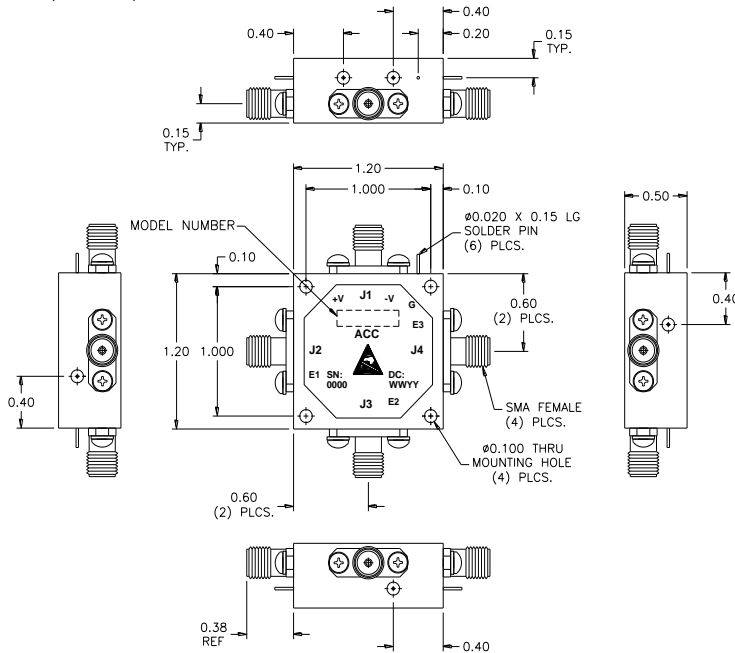 0.40
0.40
0.20
0.15
TYP.
0.15
TYP.
1.20
1.000
0.10
0.50
MODEL NUMBER
Ø0.020 X 0.15 LG
SOLDER PIN
(6) PLCS.
0.10
+V J1 -V G
E3
ACC
J2 J4
E1 SN: DC:
0000 WWYY
J3 E2
1.20
1.000
0.60
(2) PLCS.
0.40
0.40
SMA FEMALE
(4) PLCS.
Ø0.100 THRU
MOUNTING HOLE
(4) PLCS.
0.60
(2) PLCS.
0.38
REF
0.40